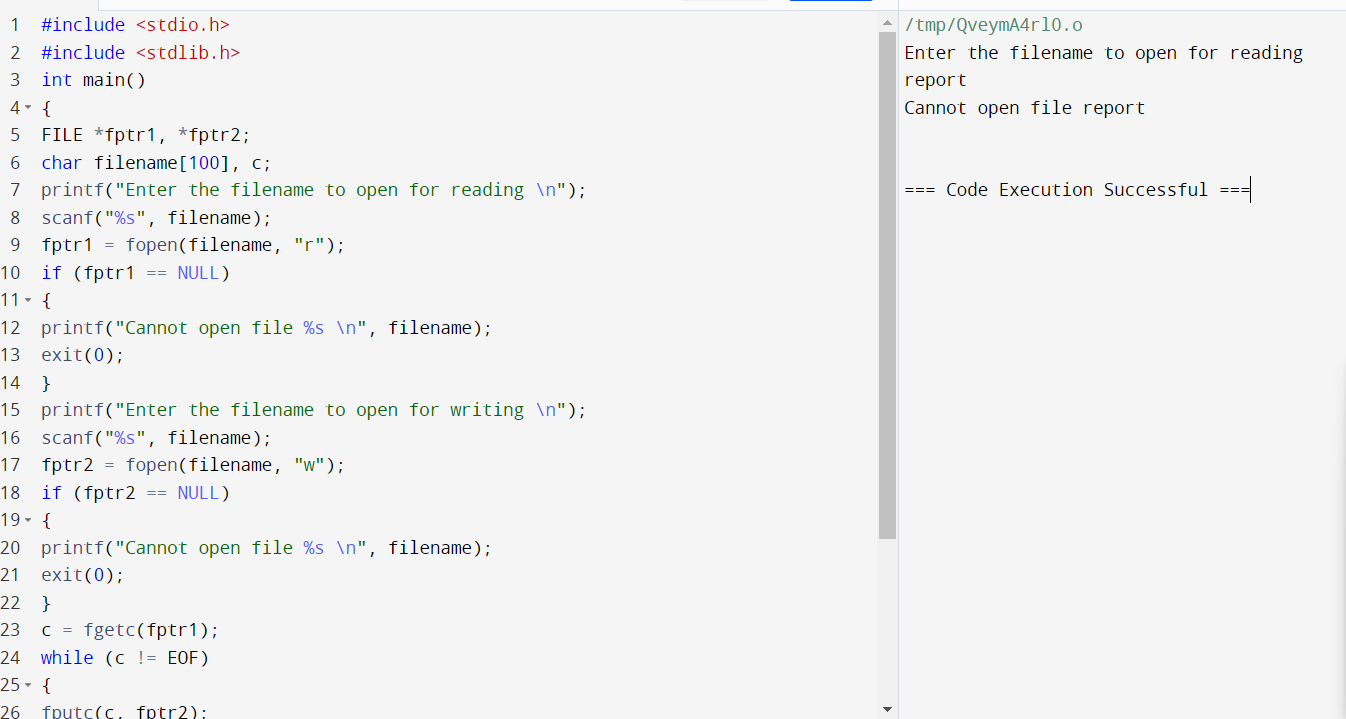 1 #include <stdio.h>
2 #include <stdlib.h>
3 int main()
4 {
5 FILE *fptr1, *fptr2;
6 char filename[100], c;
7 printf("Enter the filename to open for reading \n");
8 scanf("%s", filename);
9 fptr1 = fopen(filename, "r");
10 if (fptr1 == NULL)
11 {
12 printf("Cannot open file %s \n", filename);
13 exit(0);
14 }
15 printf("Enter the filename to open for writing \n");
16 scanf("%s", filename);
17 fptr2 = fopen(filename, "w");
18 if (fptr2 == NULL)
19 {
20 printf("Cannot open file %s \n", filename);
21 exit(0);
22 }
23 c = fgetc(fptr1);
24 while (c != EOF)
25 {
26 fputc(c, fptr2);
/tmp/QveymA4rl0.o
Enter the filename to open for reading
report
Cannot open file report
=== Code Execution Successful ===